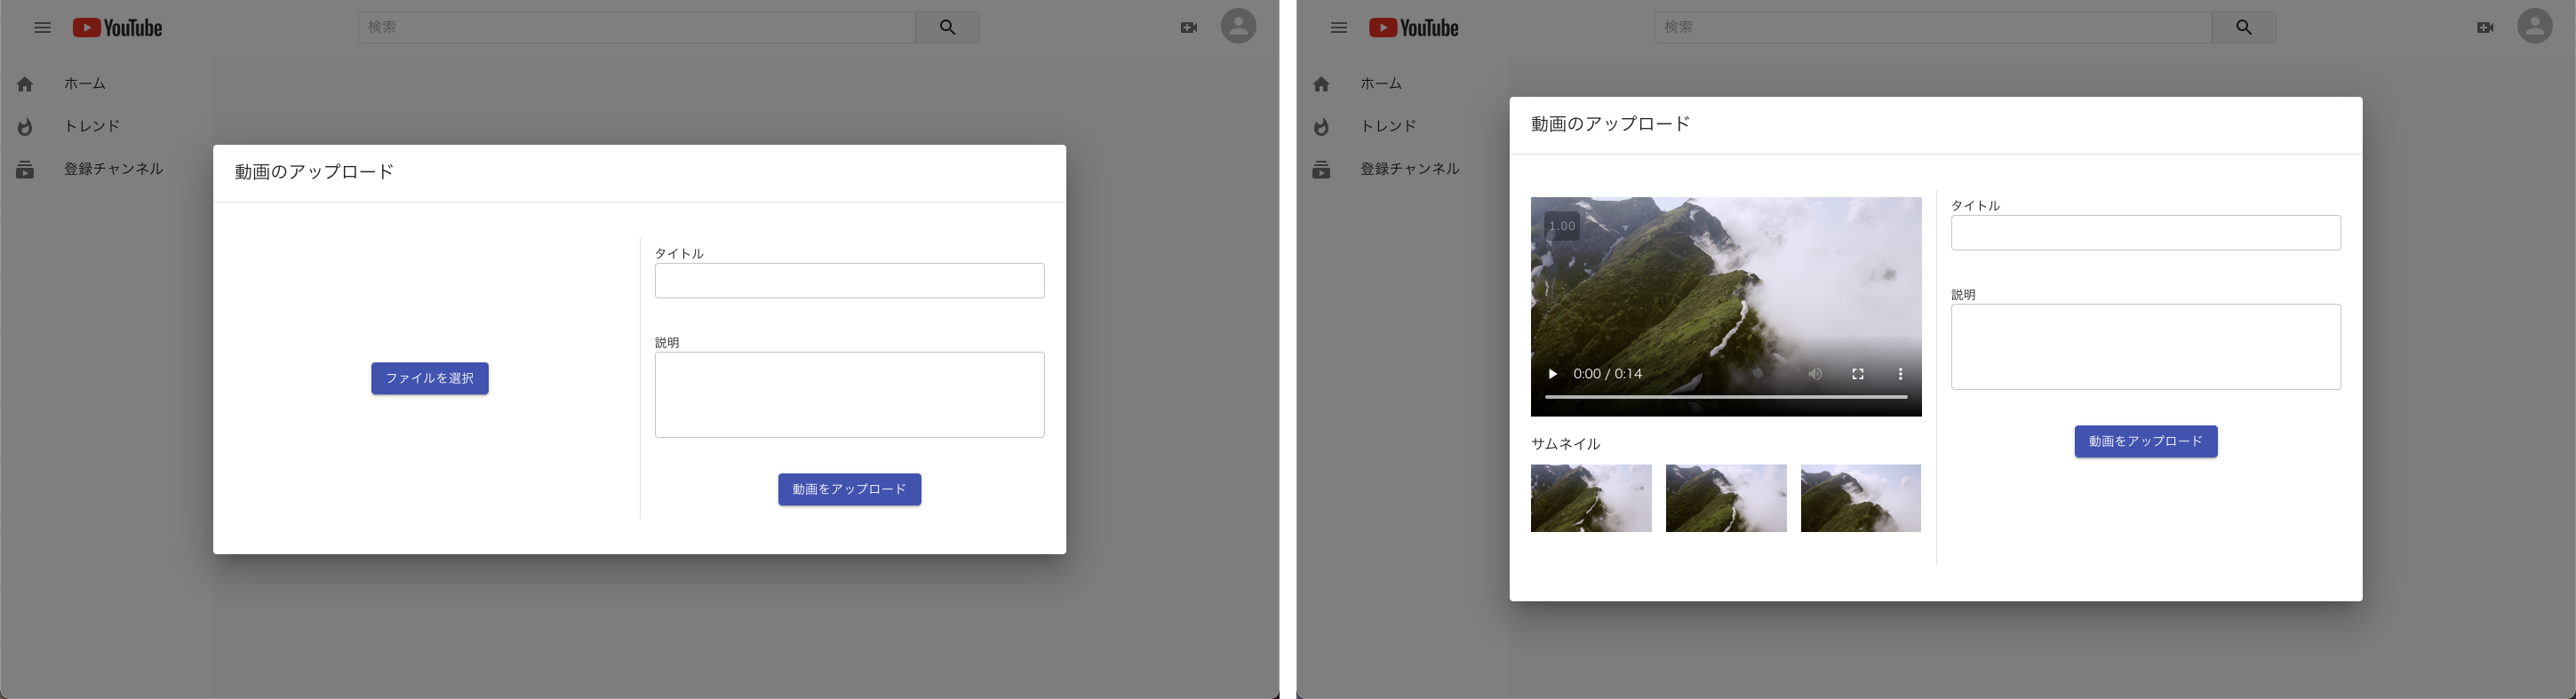 YouTube
検索
ホーム
トレンド
登録チャンネル
動画のアップロード
ファイルを選択
タイトル
説明
動画をアップロード
YouTube
検索
ホーム
トレンド
登録チャンネル
動画のアップロード
1.00
0:00 / 0:14
サムネイル
タイトル
説明
動画をアップロード